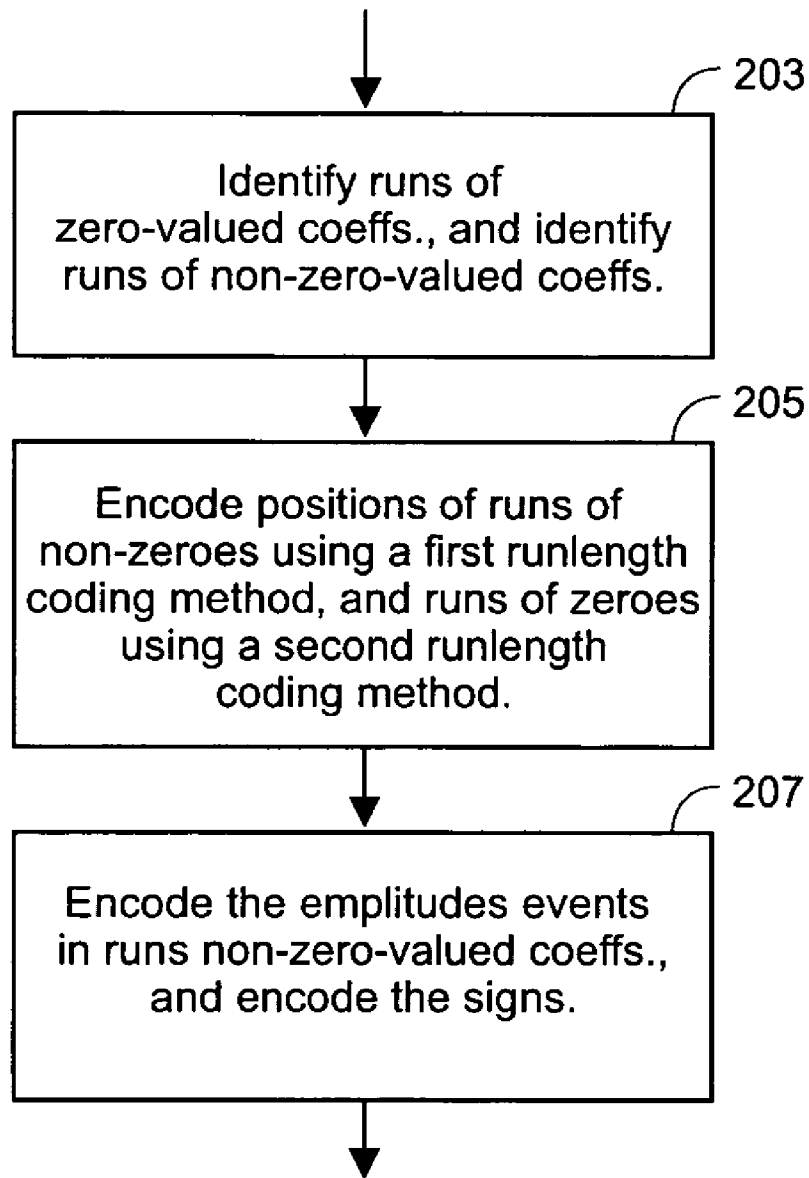 203
Identify runs of
zero-valued coeffs., and identify
runs of non-zero-valued coeffs.
205
Encode positions of runs of
non-zeroes using a first runlength
coding method, and runs of zeroes
using a second runlength
coding method.
207
Encode the emplitudes events
in runs non-zero-valued coeffs.,
and encode the signs.